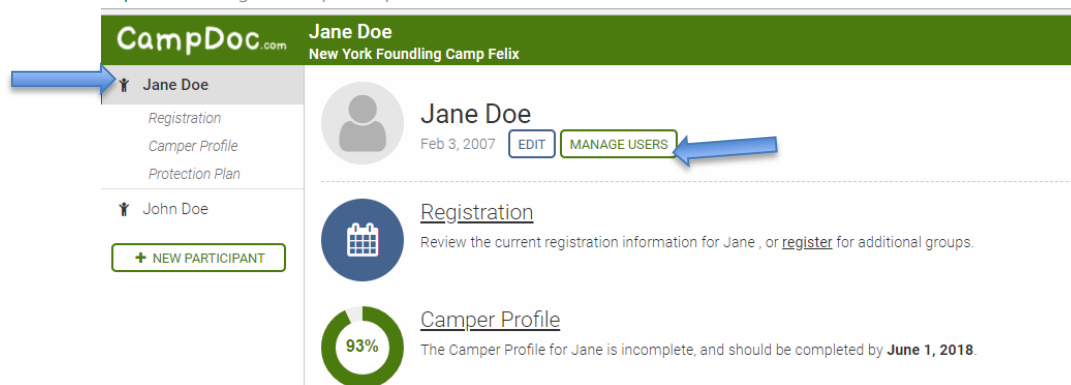 CampDoc.com
Jane Doe
New York Foundling Camp Felix
Jane Doe
Registration
Camper Profile
Protection Plan
John Doe
+ NEW PARTICIPANT
Jane Doe
Feb 3, 2007 EDIT MANAGE USERS
Registration
Review the current registration information for Jane , or register for additional groups.
93%
Camper Profile
The Camper Profile for Jane is incomplete, and should be completed by June 1, 2018.